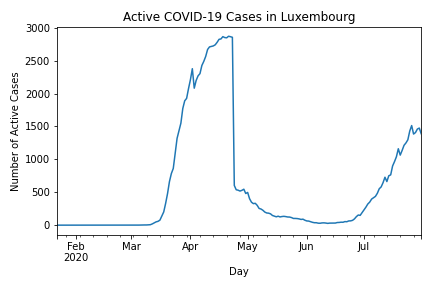 Active COVID-19 Cases in Luxembourg
Number of Active Cases
3000
2500
2000
1500
1000
500
0
Feb Mar Apr May Jun Jul
2020
Day